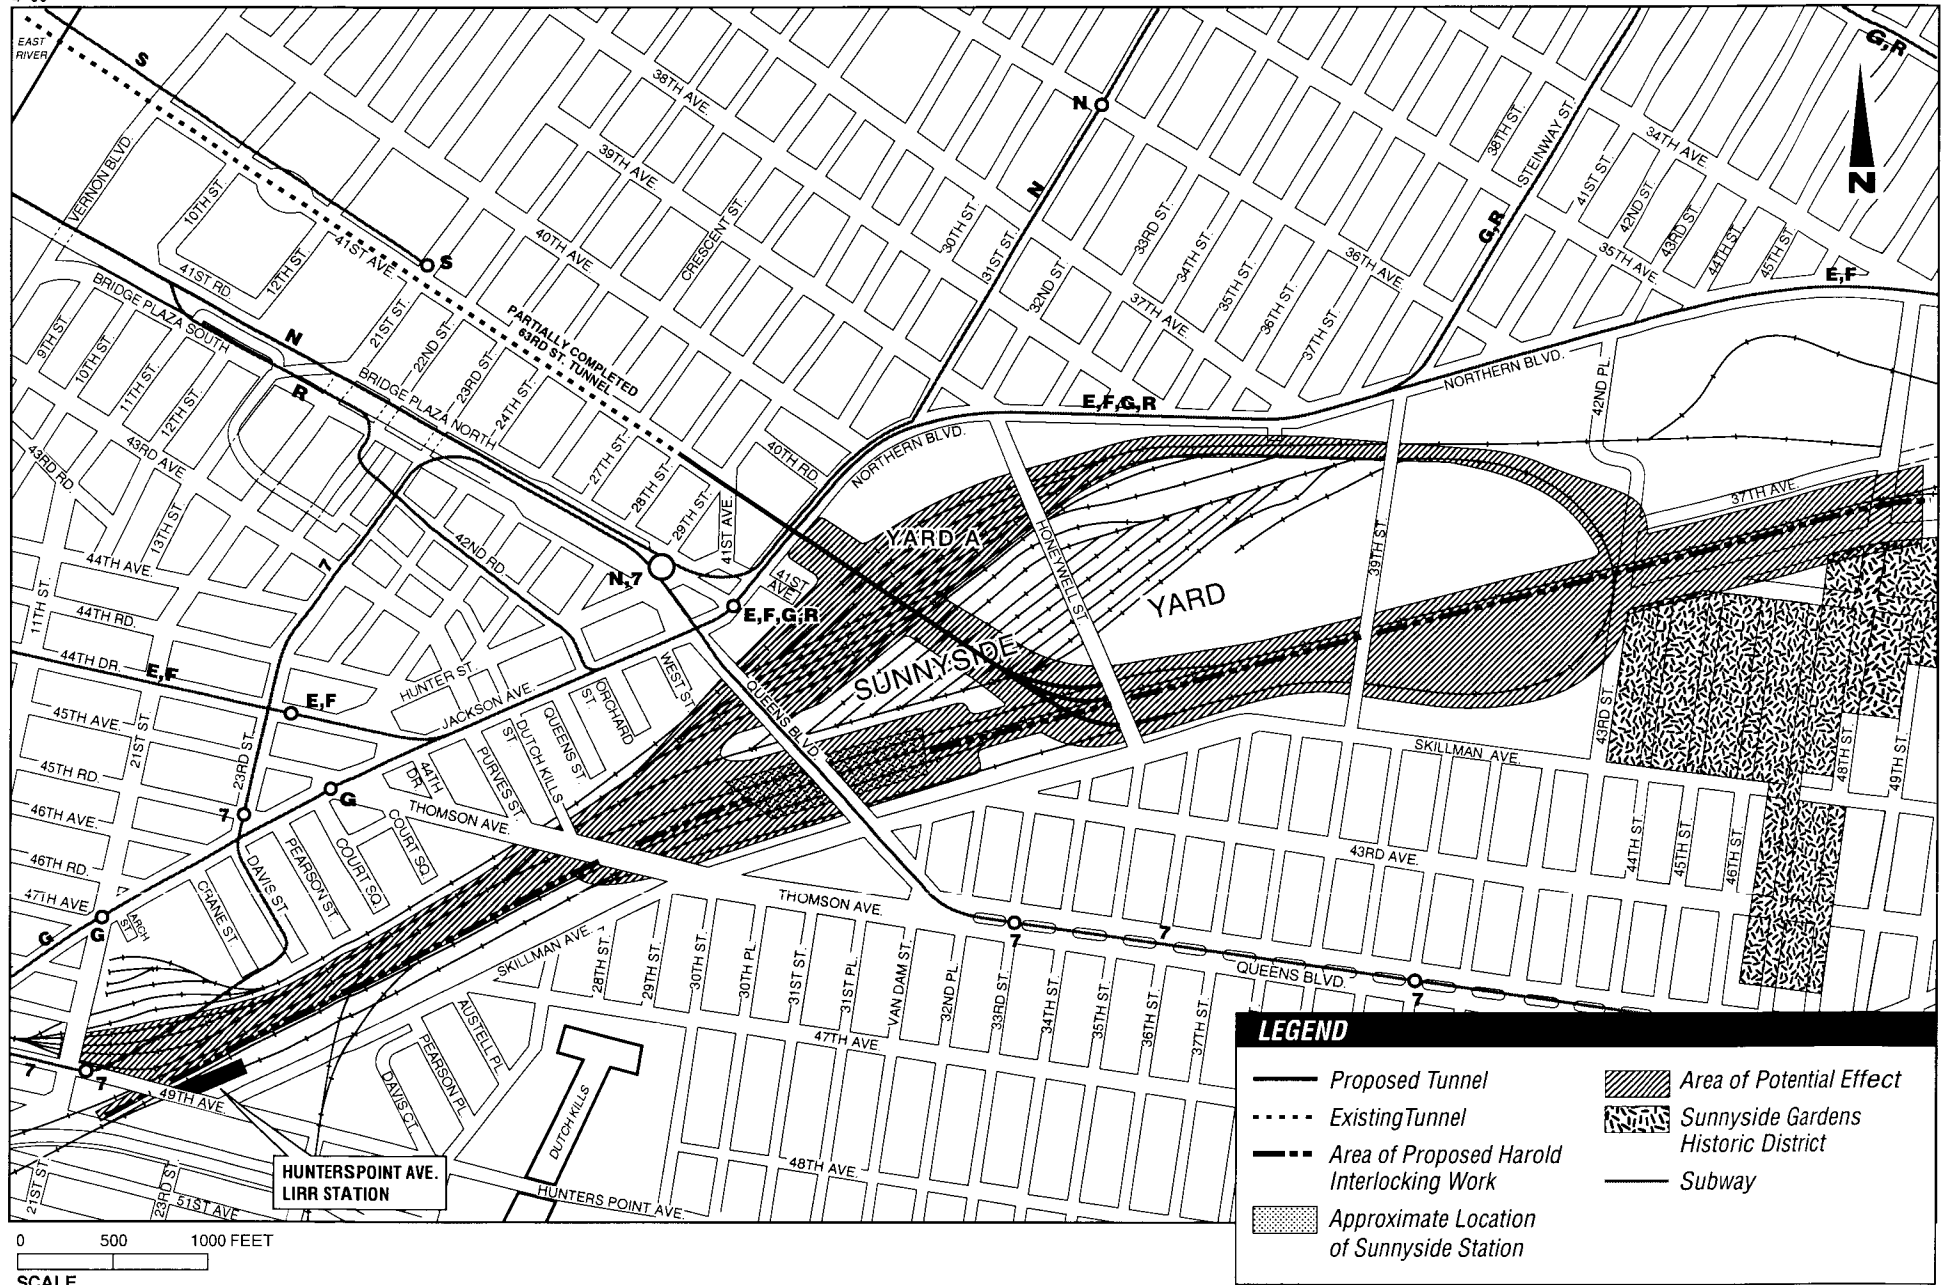 EAST
RIVER
S
38TH AVE.
N
G,R
38TH ST.
STEINWAY ST.
34TH AVE.
N
VERNON BLVD.
10TH ST.
39TH AVE.
CRESCENT ST.
30TH ST.
31ST ST.
N
33RD ST.
34TH ST.
35TH ST.
36TH ST.
37TH ST.
36TH AVE.
G,R
41ST ST.
42ND ST.
43RD ST.
44TH ST.
45TH ST.
35TH AVE.
E,F
41ST AVE.
S
40TH AVE.
32ND ST.
37TH AVE.
41ST RD.
12TH ST.
BRIDGE PLAZA SOUTH
N
R
21ST ST.
22ND ST.
23RD ST.
24TH ST.
PARTIALLY COMPLETED
63RD ST. TUNNEL
BRIDGE PLAZA NORTH
9TH ST.
10TH ST.
11TH ST.
12TH ST.
43RD AVE
43RD RD.
13TH ST.
27TH ST.
28TH ST.
29TH ST.
41ST AVE.
40TH RD.
NORTHERN BLVD.
E,F,G,R
NORTHERN BLVD.
42ND PL.
37TH AVE.
39TH ST.
HONEYWELL ST.
YARD A
YARD
SUNNYSIDE
44TH AVE.
11TH ST.
44TH RD.
44TH DR.
E,F
E,F
7
42ND RD.
N,7
41ST
AVE.
E,F,G,R
HUNTER ST.
JACKSON AVE.
WEST ST.
ORCHARD
ST.
QUEENS ST.
DUTCH KILLS
ST.
PURVES ST.
44TH
DR.
QUEENS BLVD.
45TH AVE.
21ST ST.
23RD ST.
45TH RD.
46TH AVE.
46TH RD.
47TH AVE
7
G
COURT SQ.
THOMSON AVE.
DAVIS ST.
PEARSON ST.
COURT SQ.
CRANE ST.
ARCH
ST.
G
G
SKILLMAN AVE.
43RD ST.
48TH ST.
49TH ST.
44TH ST.
45TH ST.
46TH ST.
43RD AVE.
THOMSON AVE.
SKILLMAN AVE.
28TH ST.
29TH ST.
30TH ST.
30TH PL.
31ST ST.
31ST PL.
VAN DAM ST.
32ND PL.
33RD ST.
34TH ST.
35TH ST.
36TH ST.
37TH ST.
7
7
QUEENS BLVD.
7
47TH AVE.
AUSTELL PL.
PEARSON PL.
DAVIS CT.
DUTCH KILLS
7
7
49TH AVE.
48TH AVE.
HUNTERSPOINT AVE.
LIRR STATION
HUNTERS POINT AVE.
21ST ST.
23RD ST.
51ST AVE
LEGEND
Proposed Tunnel
Existing Tunnel
Area of Proposed Harold
Interlocking Work
Approximate Location
of Sunnyside Station
Area of Potential Effect
Sunnyside Gardens
Historic District
Subway
0 500 1000 FEET
SCALE